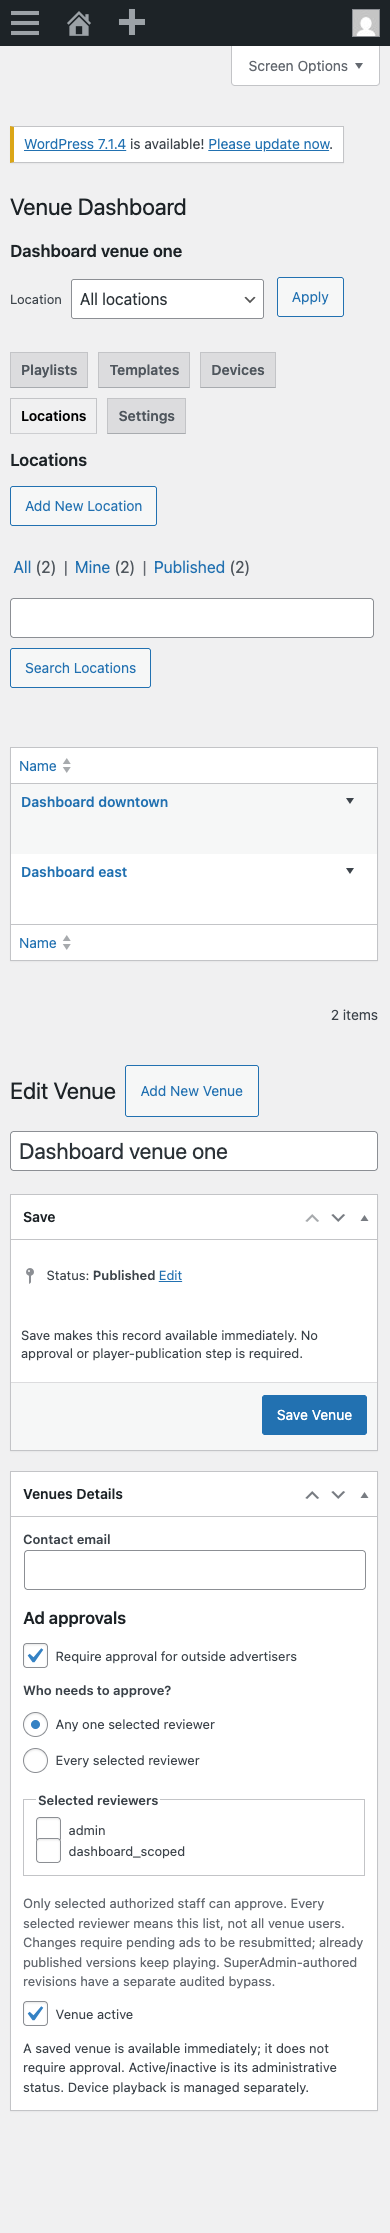 Screen Options
WordPress 7.1.4 is available! Please update now.
Venue Dashboard
Dashboard venue one
Location
All locations
Apply
Playlists
Templates
Devices
Locations
Settings
Locations
Add New Location
All (2) | Mine (2) | Published (2)
Search Locations
Name
Dashboard downtown
Dashboard east
Name
2 items
Edit Venue
Add New Venue
Dashboard venue one
Save
Status: Published Edit
Save makes this record available immediately. No
approval or player-publication step is required.
Save Venue
Venues Details
Contact email
Ad approvals
Require approval for outside advertisers
Who needs to approve?
Any one selected reviewer
Every selected reviewer
Selected reviewers
admin
dashboard_scoped
Only selected authorized staff can approve. Every
selected reviewer means this list, not all venue users.
Changes require pending ads to be resubmitted; already
published versions keep playing. SuperAdmin-authored
revisions have a separate audited bypass.
Venue active
A saved venue is available immediately; it does not
require approval. Active/inactive is its administrative
status. Device playback is managed separately.